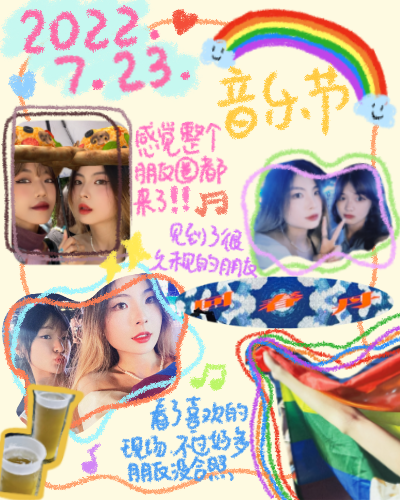 2022.
7.23.
音乐节
感觉整个
朋友圈都
来了!!
见到了很
久不见的朋友
看了喜欢的
现场 不过好多
朋友没合照